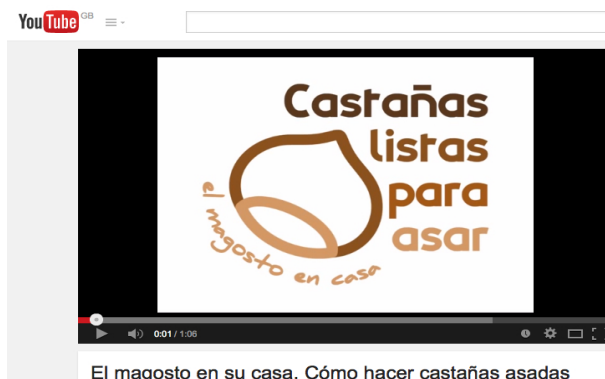 YouTube GB
Castañas
listas
para
asar
el magosto en casa
0:01 / 1:06
El magosto en su casa. Cómo hacer castañas asadas